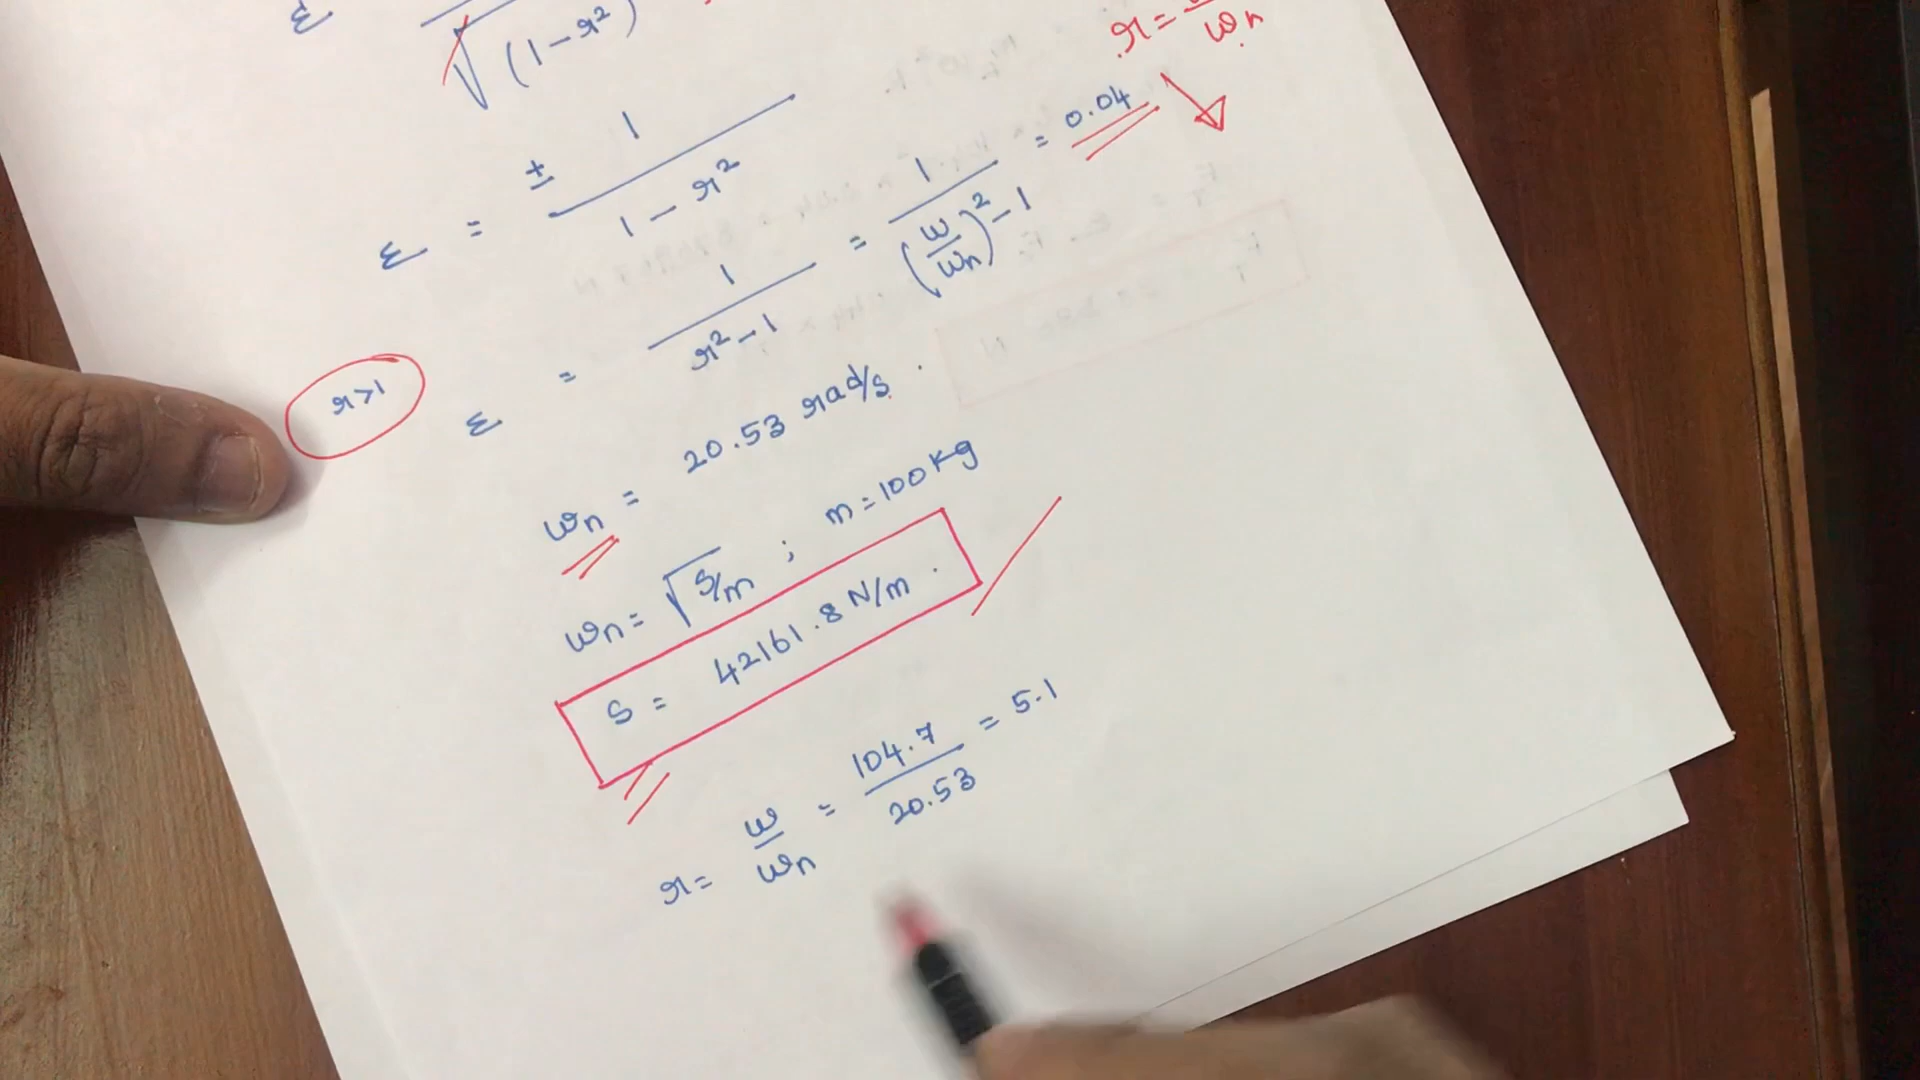 ε
√(1-r²)
r = ωn
ε = ± 1/(1-r²)
r>1
ε = 1/(r²-1) = 1/((ω/ωn)²-1) = 0.04
ωn = 20.53 rad/s.
ωn = √(s/m) ; m = 100 kg
S = 42161.8 N/m.
r = ω/ωn = 104.7/20.53 = 5.1